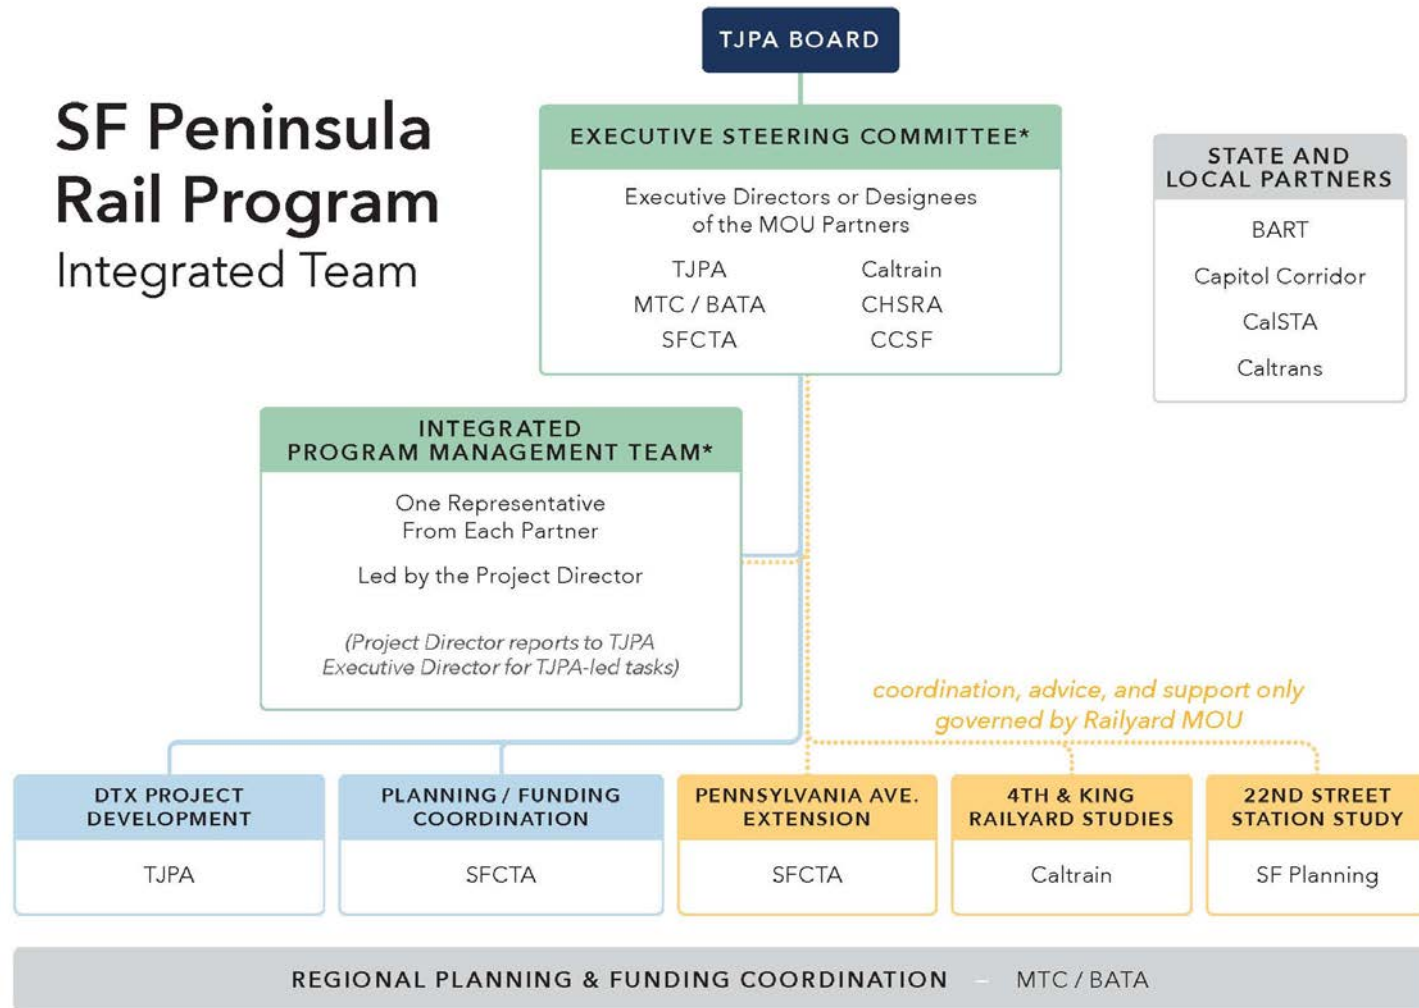 TJPA BOARD
SF Peninsula
Rail Program
Integrated Team
EXECUTIVE STEERING COMMITTEE*
Executive Directors or Designees
of the MOU Partners
TJPA
Caltrain
MTC / BATA
CHSRA
SFCTA
CCSF
STATE AND
LOCAL PARTNERS
BART
Capitol Corridor
CalSTA
Caltrans
INTEGRATED
PROGRAM MANAGEMENT TEAM*
One Representative
From Each Partner
Led by the Project Director
(Project Director reports to TJPA
Executive Director for TJPA-led tasks)
coordination, advice, and support only
governed by Railyard MOU
DTX PROJECT
DEVELOPMENT
TJPA
PLANNING / FUNDING
COORDINATION
SFCTA
PENNSYLVANIA AVE.
EXTENSION
SFCTA
4TH & KING
RAILYARD STUDIES
Caltrain
22ND STREET
STATION STUDY
SF Planning
REGIONAL PLANNING & FUNDING COORDINATION – MTC / BATA